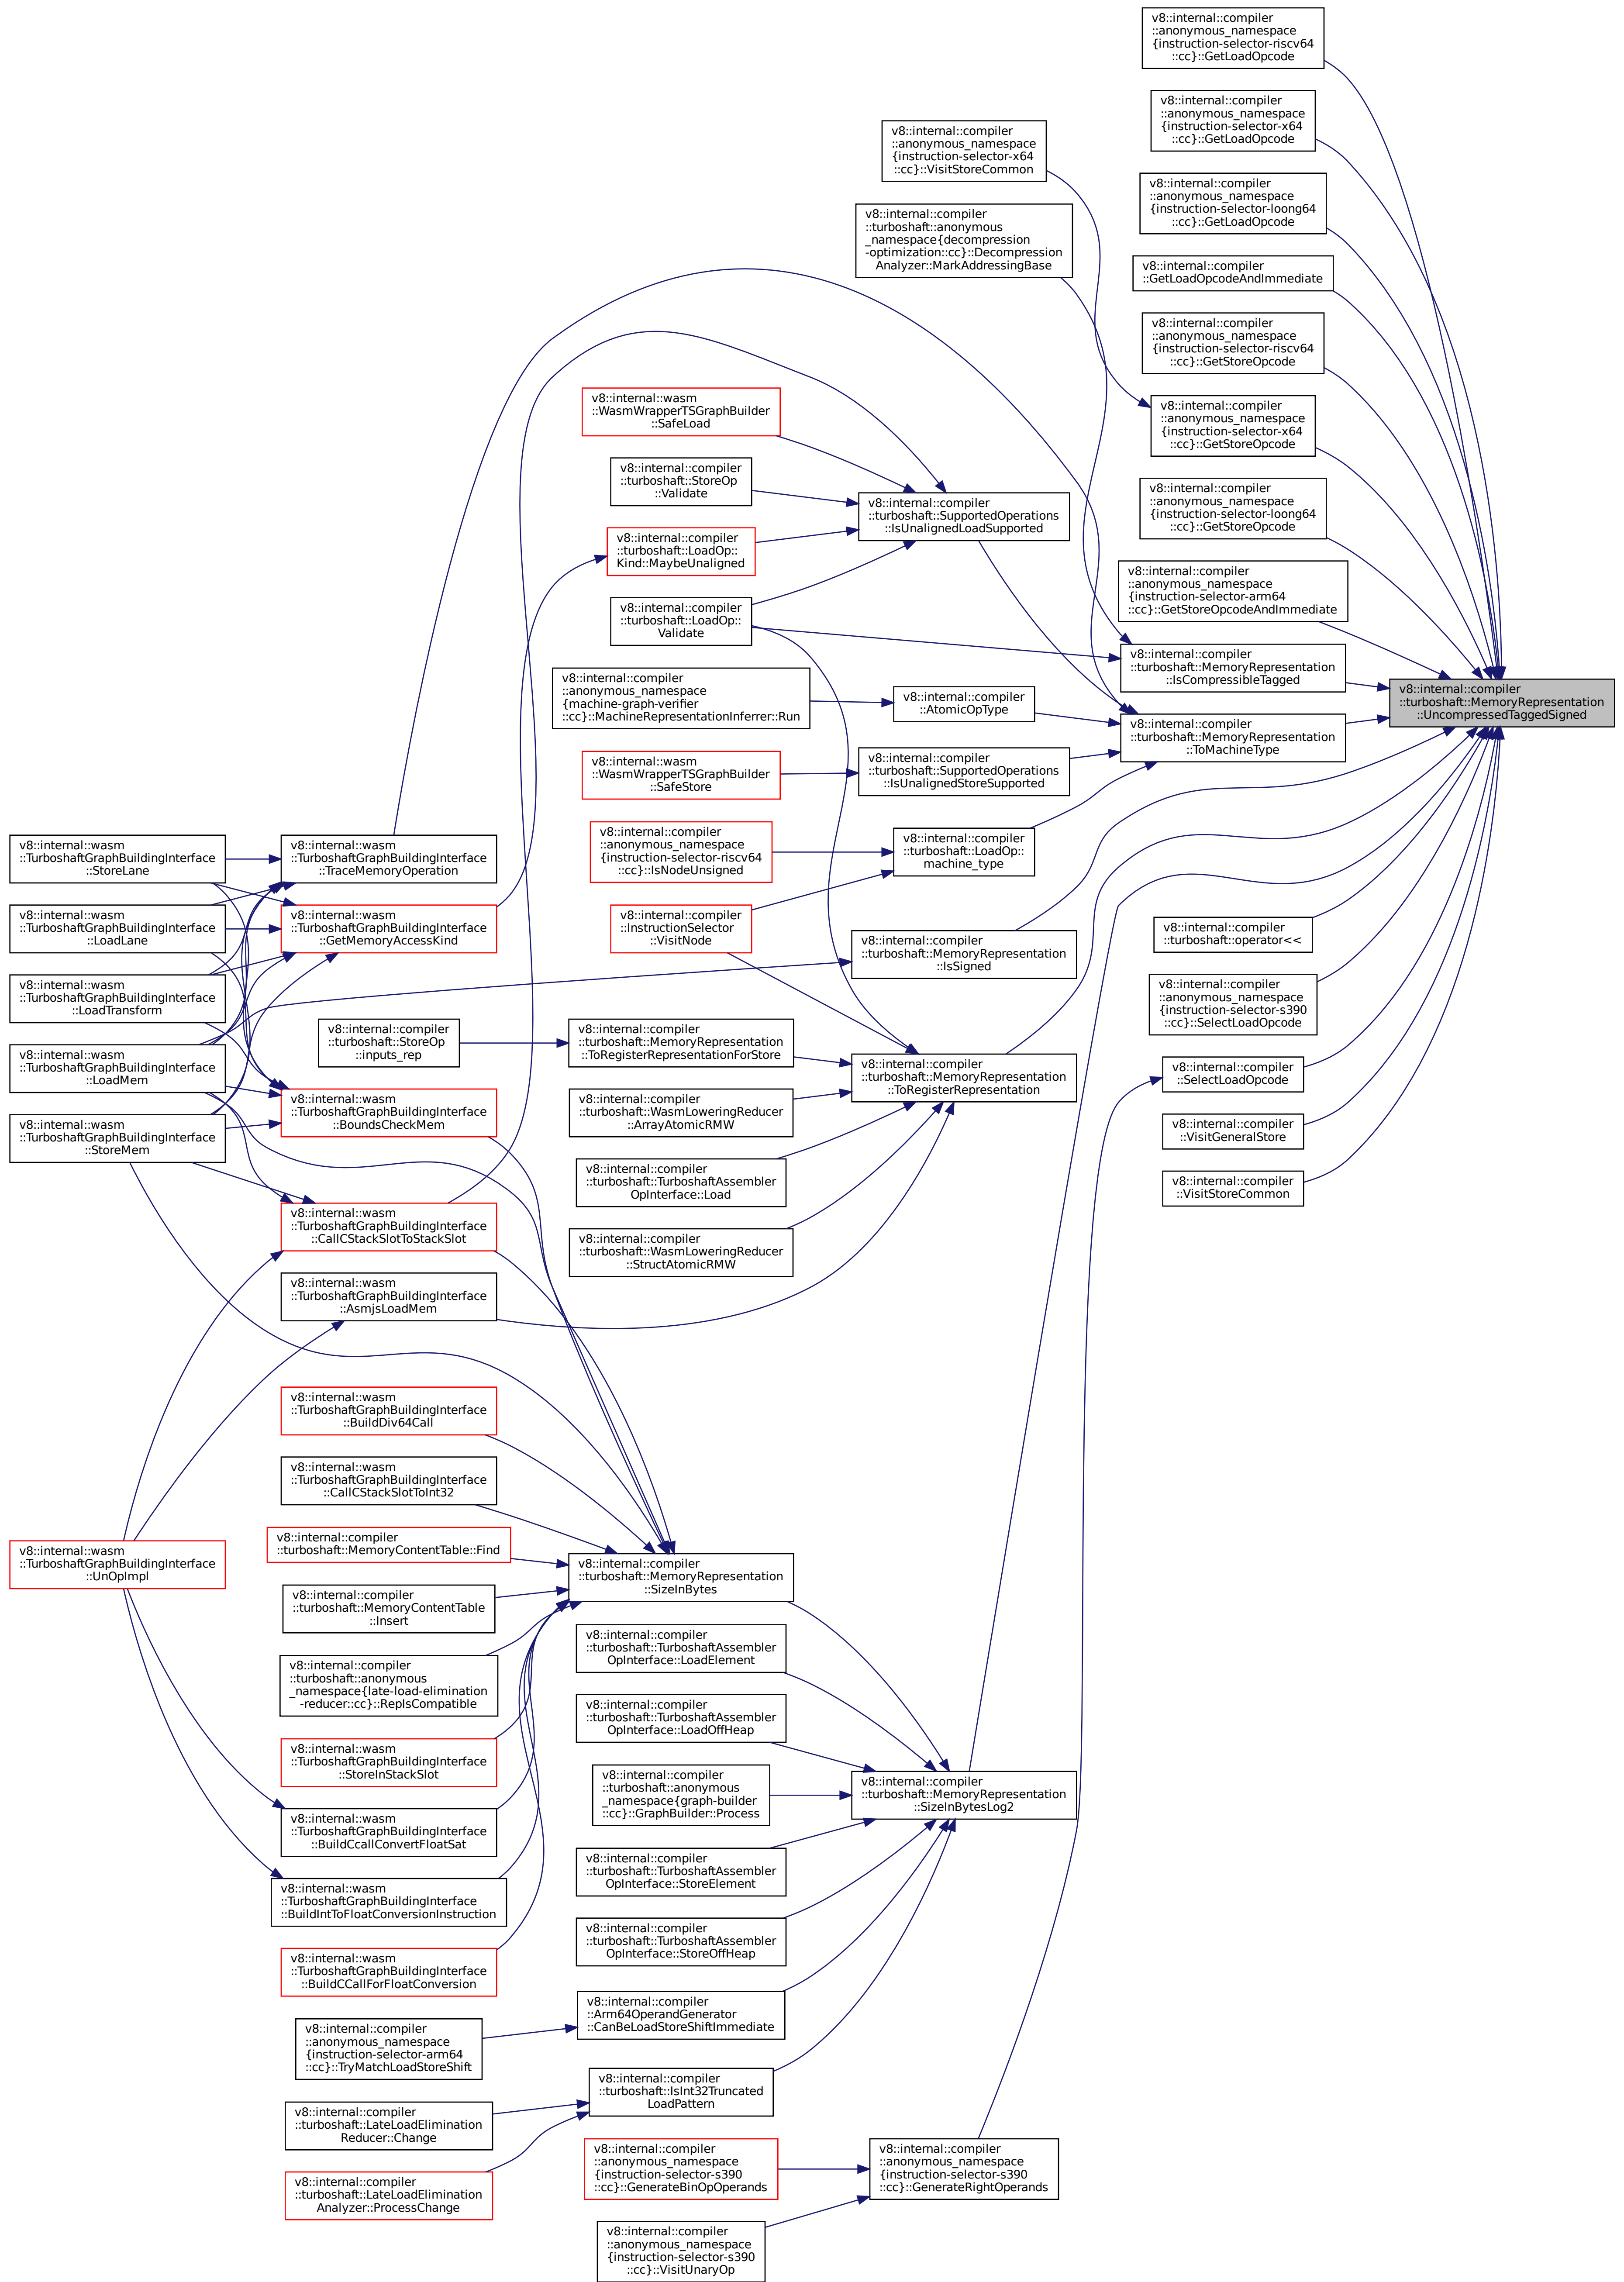 v8::internal::compiler
::anonymous_namespace
{instruction-selector-riscv64
::cc}::GetLoadOpcode
v8::internal::compiler
::anonymous_namespace
{instruction-selector-x64
::cc}::GetLoadOpcode
v8::internal::compiler
::anonymous_namespace
{instruction-selector-x64
::cc}::VisitStoreCommon
v8::internal::compiler
::anonymous_namespace
{instruction-selector-loong64
::cc}::GetLoadOpcode
v8::internal::compiler
::turboshaft::anonymous
_namespace{decompression
-optimization::cc}::Decompression
Analyzer::MarkAddressingBase
v8::internal::compiler
::GetLoadOpcodeAndImmediate
v8::internal::compiler
::anonymous_namespace
{instruction-selector-riscv64
::cc}::GetStoreOpcode
v8::internal::wasm
::WasmWrapperTSGraphBuilder
::SafeLoad
v8::internal::compiler
::anonymous_namespace
{instruction-selector-x64
::cc}::GetStoreOpcode
v8::internal::compiler
::turboshaft::StoreOp
::Validate
v8::internal::compiler
::turboshaft::SupportedOperations
::IsUnalignedLoadSupported
v8::internal::compiler
::anonymous_namespace
{instruction-selector-loong64
::cc}::GetStoreOpcode
v8::internal::compiler
::turboshaft::LoadOp::
Kind::MaybeUnaligned
v8::internal::compiler
::anonymous_namespace
{instruction-selector-arm64
::cc}::GetStoreOpcodeAndImmediate
v8::internal::compiler
::turboshaft::LoadOp::
Validate
v8::internal::compiler
::turboshaft::MemoryRepresentation
::IsCompressibleTagged
v8::internal::compiler
::anonymous_namespace
{machine-graph-verifier
::cc}::MachineRepresentationInferrer::Run
v8::internal::compiler
::AtomicOpType
v8::internal::compiler
::turboshaft::MemoryRepresentation
::UncompressedTaggedSigned
v8::internal::compiler
::turboshaft::MemoryRepresentation
::ToMachineType
v8::internal::wasm
::WasmWrapperTSGraphBuilder
::SafeStore
v8::internal::compiler
::turboshaft::SupportedOperations
::IsUnalignedStoreSupported
v8::internal::wasm
::TurboshaftGraphBuildingInterface
::StoreLane
v8::internal::wasm
::TurboshaftGraphBuildingInterface
::TraceMemoryOperation
v8::internal::compiler
::anonymous_namespace
{instruction-selector-riscv64
::cc}::IsNodeUnsigned
v8::internal::compiler
::turboshaft::LoadOp::
machine_type
v8::internal::wasm
::TurboshaftGraphBuildingInterface
::LoadLane
v8::internal::wasm
::TurboshaftGraphBuildingInterface
::GetMemoryAccessKind
v8::internal::compiler
::InstructionSelector
::VisitNode
v8::internal::compiler
::turboshaft::MemoryRepresentation
::IsSigned
v8::internal::compiler
::turboshaft::operator<<
v8::internal::wasm
::TurboshaftGraphBuildingInterface
::LoadTransform
v8::internal::compiler
::anonymous_namespace
{instruction-selector-s390
::cc}::SelectLoadOpcode
v8::internal::wasm
::TurboshaftGraphBuildingInterface
::LoadMem
v8::internal::compiler
::turboshaft::StoreOp
::inputs_rep
v8::internal::compiler
::turboshaft::MemoryRepresentation
::ToRegisterRepresentationForStore
v8::internal::compiler
::turboshaft::MemoryRepresentation
::ToRegisterRepresentation
v8::internal::compiler
::SelectLoadOpcode
v8::internal::wasm
::TurboshaftGraphBuildingInterface
::StoreMem
v8::internal::wasm
::TurboshaftGraphBuildingInterface
::BoundsCheckMem
v8::internal::compiler
::turboshaft::WasmLoweringReducer
::ArrayAtomicRMW
v8::internal::compiler
::VisitGeneralStore
v8::internal::compiler
::turboshaft::TurboshaftAssembler
OpInterface::Load
v8::internal::compiler
::VisitStoreCommon
v8::internal::wasm
::TurboshaftGraphBuildingInterface
::CallCStackSlotToStackSlot
v8::internal::compiler
::turboshaft::WasmLoweringReducer
::StructAtomicRMW
v8::internal::wasm
::TurboshaftGraphBuildingInterface
::AsmjsLoadMem
v8::internal::wasm
::TurboshaftGraphBuildingInterface
::BuildDiv64Call
v8::internal::wasm
::TurboshaftGraphBuildingInterface
::CallCStackSlotToInt32
v8::internal::wasm
::TurboshaftGraphBuildingInterface
::UnOpImpl
v8::internal::compiler
::turboshaft::MemoryContentTable::Find
v8::internal::compiler
::turboshaft::MemoryRepresentation
::SizeInBytes
v8::internal::compiler
::turboshaft::MemoryContentTable
::Insert
v8::internal::compiler
::turboshaft::TurboshaftAssembler
OpInterface::LoadElement
v8::internal::compiler
::turboshaft::anonymous
_namespace{late-load-elimination
-reducer::cc}::RepIsCompatible
v8::internal::compiler
::turboshaft::TurboshaftAssembler
OpInterface::LoadOffHeap
v8::internal::wasm
::TurboshaftGraphBuildingInterface
::StoreInStackSlot
v8::internal::compiler
::turboshaft::anonymous
_namespace{graph-builder
::cc}::GraphBuilder::Process
v8::internal::compiler
::turboshaft::MemoryRepresentation
::SizeInBytesLog2
v8::internal::wasm
::TurboshaftGraphBuildingInterface
::BuildCcallConvertFloatSat
v8::internal::compiler
::turboshaft::TurboshaftAssembler
OpInterface::StoreElement
v8::internal::wasm
::TurboshaftGraphBuildingInterface
::BuildIntToFloatConversionInstruction
v8::internal::compiler
::turboshaft::TurboshaftAssembler
OpInterface::StoreOffHeap
v8::internal::wasm
::TurboshaftGraphBuildingInterface
::BuildCCallForFloatConversion
v8::internal::compiler
::Arm64OperandGenerator
::CanBeLoadStoreShiftImmediate
v8::internal::compiler
::anonymous_namespace
{instruction-selector-arm64
::cc}::TryMatchLoadStoreShift
v8::internal::compiler
::turboshaft::IsInt32Truncated
LoadPattern
v8::internal::compiler
::turboshaft::LateLoadElimination
Reducer::Change
v8::internal::compiler
::anonymous_namespace
{instruction-selector-s390
::cc}::GenerateBinOpOperands
v8::internal::compiler
::anonymous_namespace
{instruction-selector-s390
::cc}::GenerateRightOperands
v8::internal::compiler
::turboshaft::LateLoadElimination
Analyzer::ProcessChange
v8::internal::compiler
::anonymous_namespace
{instruction-selector-s390
::cc}::VisitUnaryOp